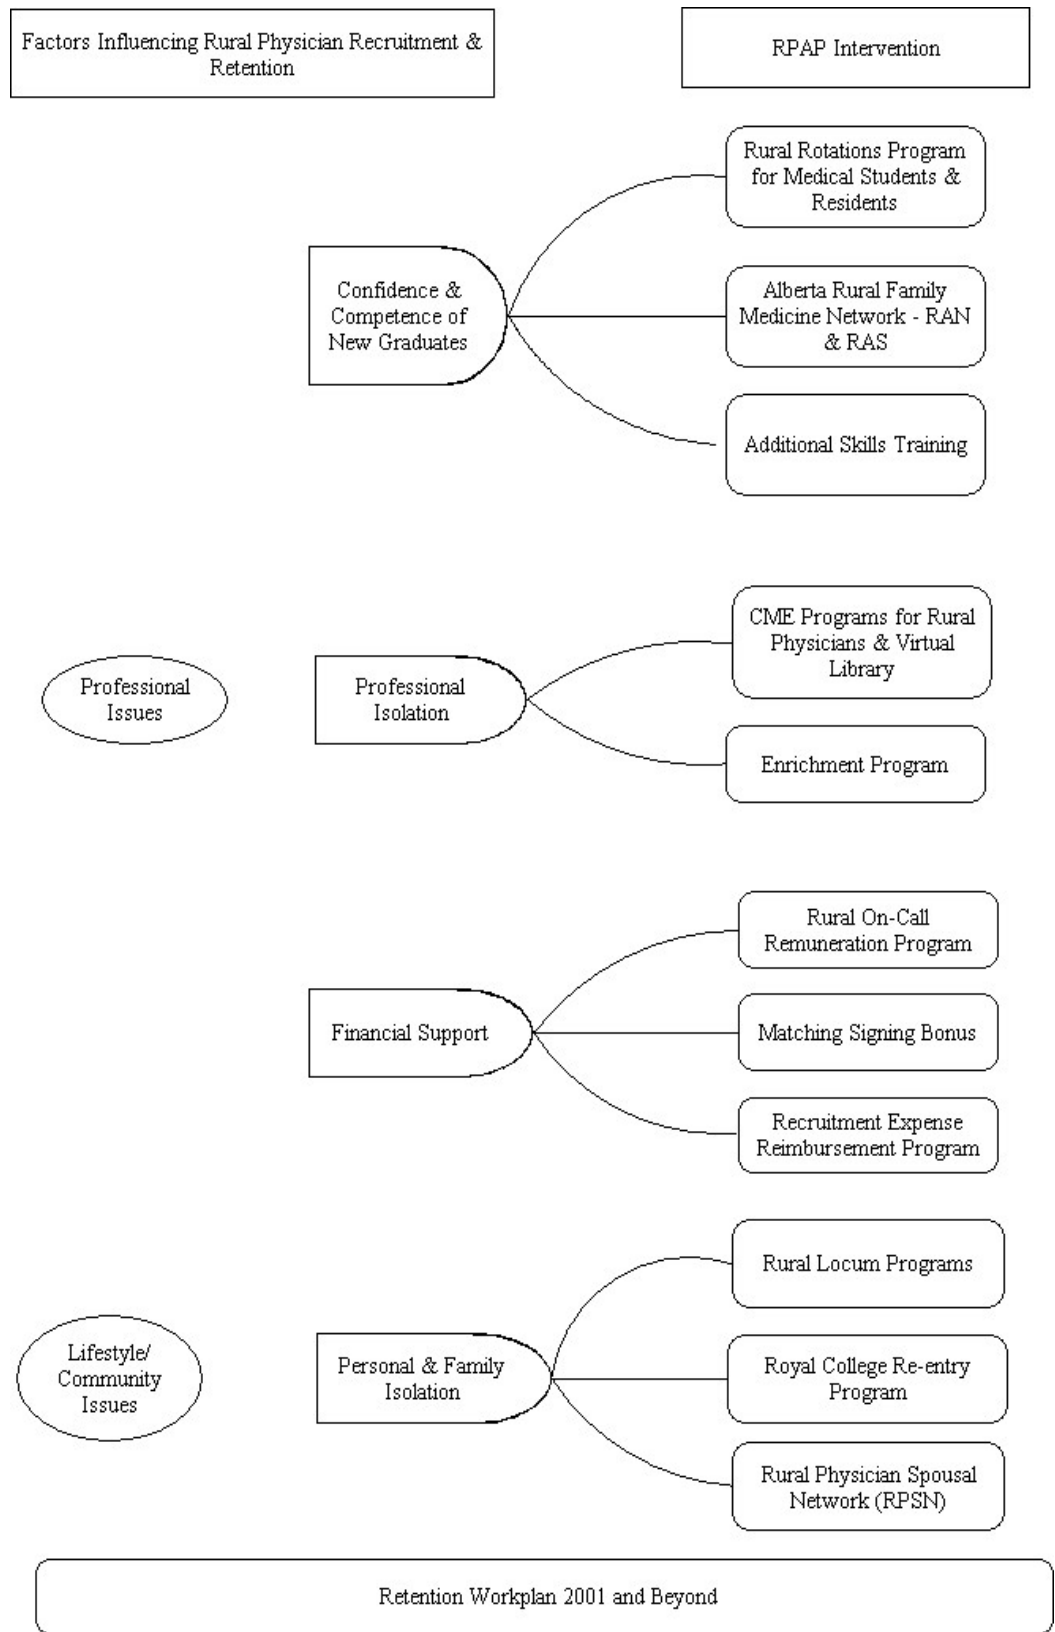 Factors Influencing Rural Physician Recruitment &
Retention
RPAP Intervention
Rural Rotations Program
for Medical Students &
Residents
Confidence &
Competence of
New Graduates
Alberta Rural Family
Medicine Network - RAN
& RAS
Additional Skills Training
CME Programs for Rural
Physicians & Virtual
Library
Professional
Issues
Professional
Isolation
Enrichment Program
Rural On-Call
Remuneration Program
Financial Support
Matching Signing Bonus
Recruitment Expense
Reimbursement Program
Rural Locum Programs
Lifestyle/
Community
Issues
Personal & Family
Isolation
Royal College Re-entry
Program
Rural Physician Spousal
Network (RPSN)
Retention Workplan 2001 and Beyond